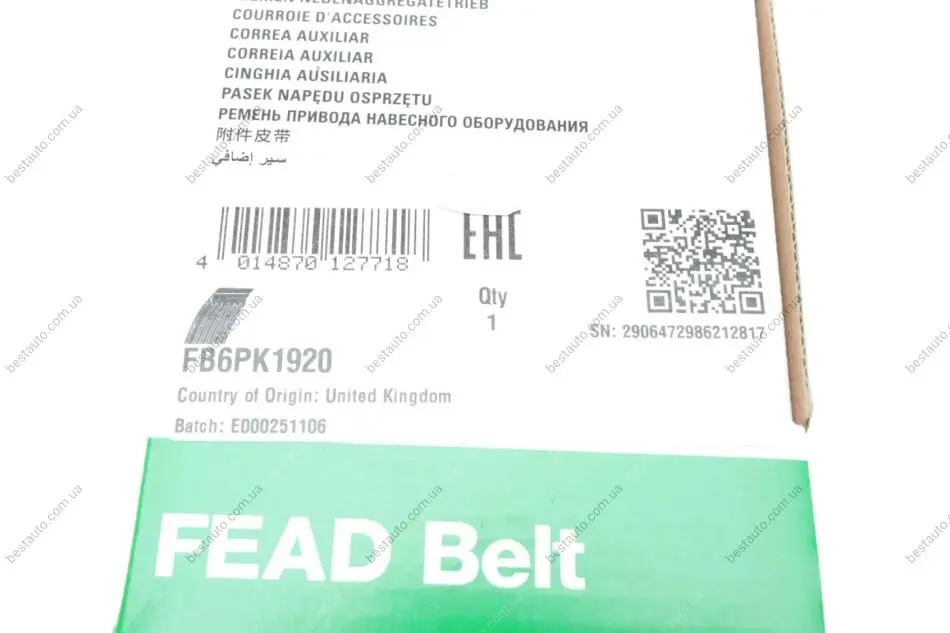 RIEMEN NEBENAGGREGATETRIEB
COURROIE D'ACCESSOIRES
CORREA AUXILIAR
CORREIA AUXILIAR
CINGHIA AUSILIARIA
PASEK NAPĘDU OSPRZĘTU
РЕМЕНЬ ПРИВОДА НАВЕСНОГО ОБОРУДОВАНИЯ
附件皮带
سير إضافي
4 014870 127718
EAC
Qty
1
SN: 2906472986212817
FB6PK1920
Country of Origin: United Kingdom
Batch: E000251106
FEAD Belt
bestauto.com.ua